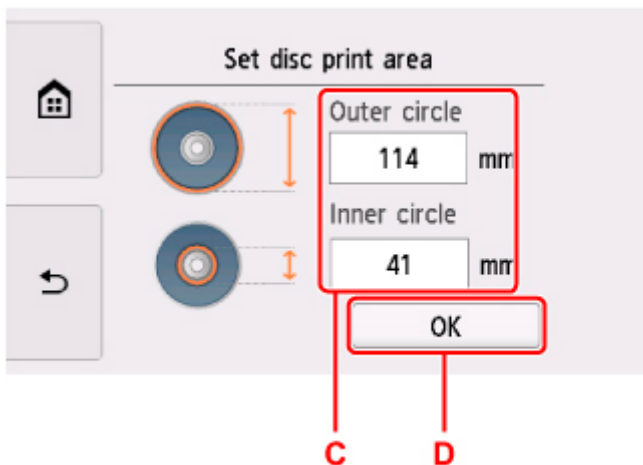 Set disc print area
Outer circle
114 mm
Inner circle
41 mm
OK
C D